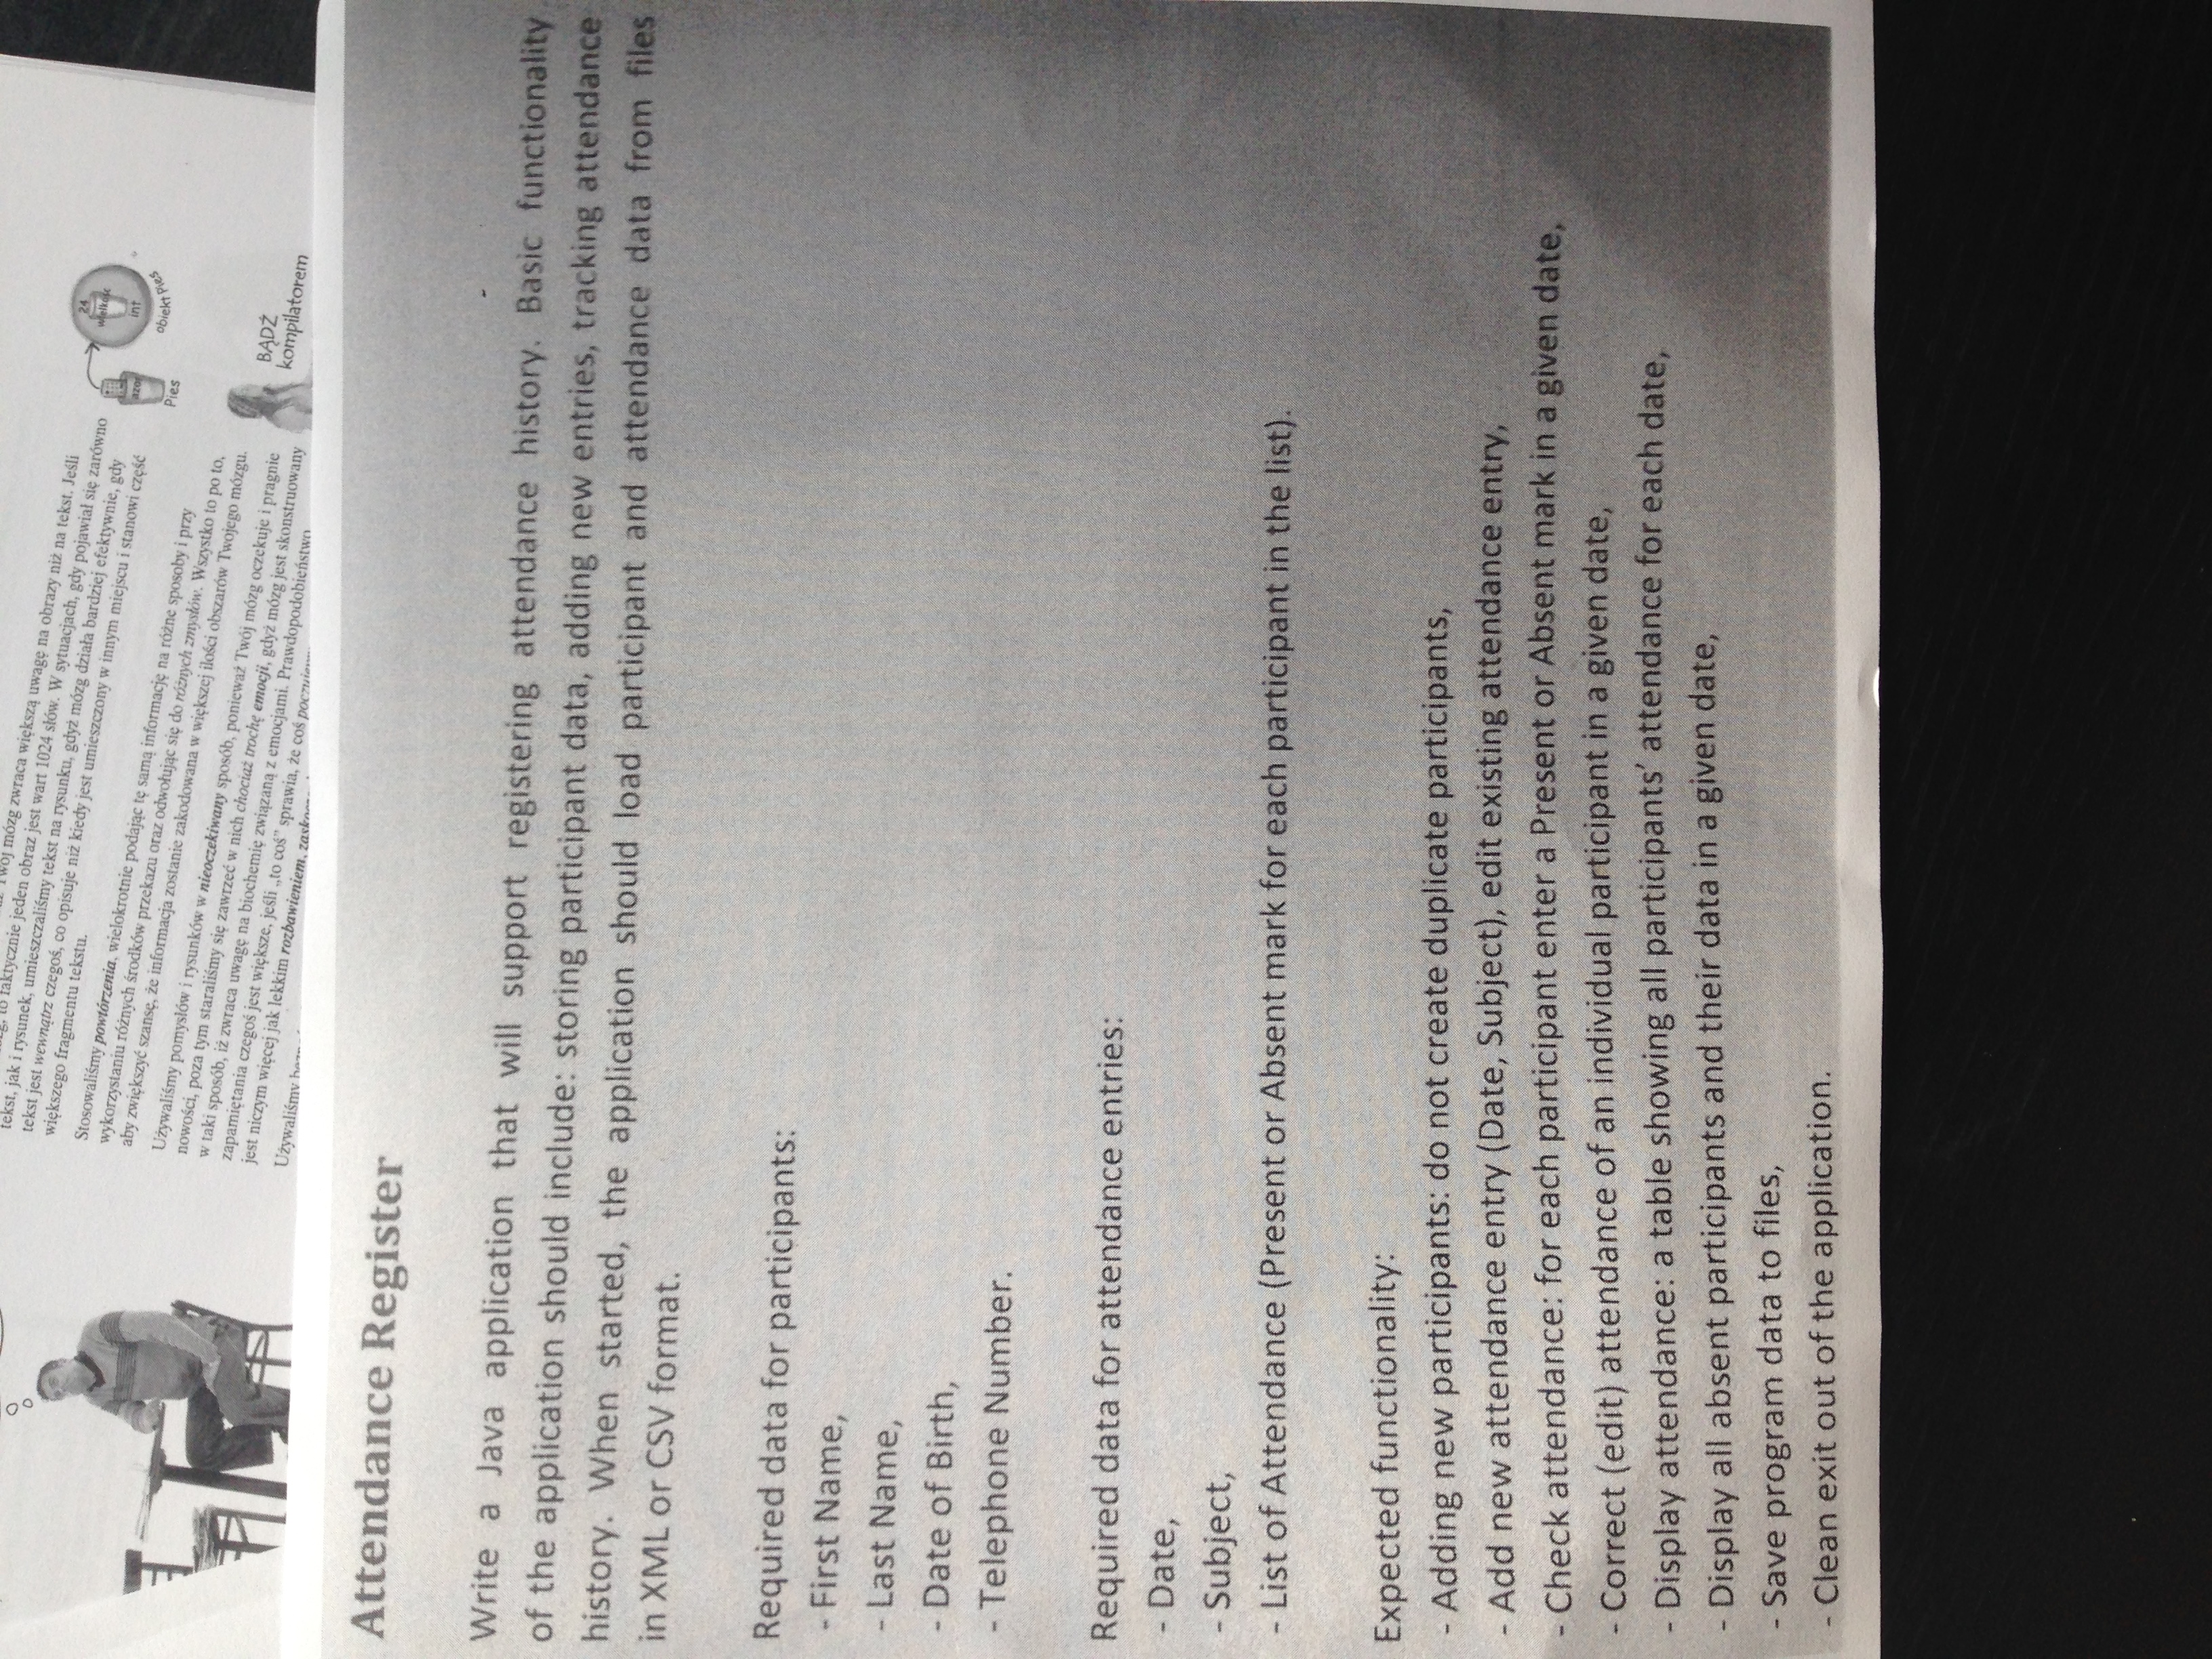 Twój mózg zwraca większą uwagę na obrazy niż na tekst. Jeśli
to faktycznie jeden obraz jest wart 1024 słów. W sytuacjach, gdy pojawiał się zarówno
tekst, jak i rysunek, umieszczaliśmy tekst na rysunku, gdyż mózg działa bardziej efektywnie, gdy
tekst jest wewnątrz czegoś, co opisuje niż kiedy jest umieszczony w innym miejscu i stanowi część
większego fragmentu tekstu.
Stosowaliśmy powtórzenia, wielokrotnie podając tę samą informację na różne sposoby i przy
wykorzystaniu różnych środków przekazu oraz odwołując się do różnych zmysłów. Wszystko to po to,
aby zwiększyć szansę, że informacja zostanie zakodowana w większej ilości obszarów Twojego mózgu.
Używaliśmy pomysłów i rysunków w nieoczekiwany sposób, ponieważ Twój mózg oczekuje i pragnie
nowości, poza tym staraliśmy się zawrzeć w nich chociaż trochę emocji, gdyż mózg jest skonstruowany
w taki sposób, iż zwraca uwagę na biochemię związaną z emocjami. Prawdopodobieństwo
zapamiętania czegoś jest większe, jeśli „to coś” sprawia, że coś poczujemy
jest niczym więcej jak lekkim rozbawieniem,
Używaliśmy
24
wielkość
int
azor
Pies
obiekt Pies
BĄDŹ
kompilatorem
Attendance Register
Write a Java application that will support registering attendance history. Basic functionality
of the application should include: storing participant data, adding new entries, tracking attendance
history. When started, the application should load participant and attendance data from files
in XML or CSV format.
Required data for participants:
- First Name,
- Last Name,
- Date of Birth,
- Telephone Number.
Required data for attendance entries:
- Date,
- Subject,
- List of Attendance (Present or Absent mark for each participant in the list).
Expected functionality:
- Adding new participants: do not create duplicate participants,
- Add new attendance entry (Date, Subject), edit existing attendance entry,
- Check attendance: for each participant enter a Present or Absent mark in a given date,
- Correct (edit) attendance of an individual participant in a given date,
- Display attendance: a table showing all participants’ attendance for each date,
- Display all absent participants and their data in a given date,
- Save program data to files,
- Clean exit out of the application.